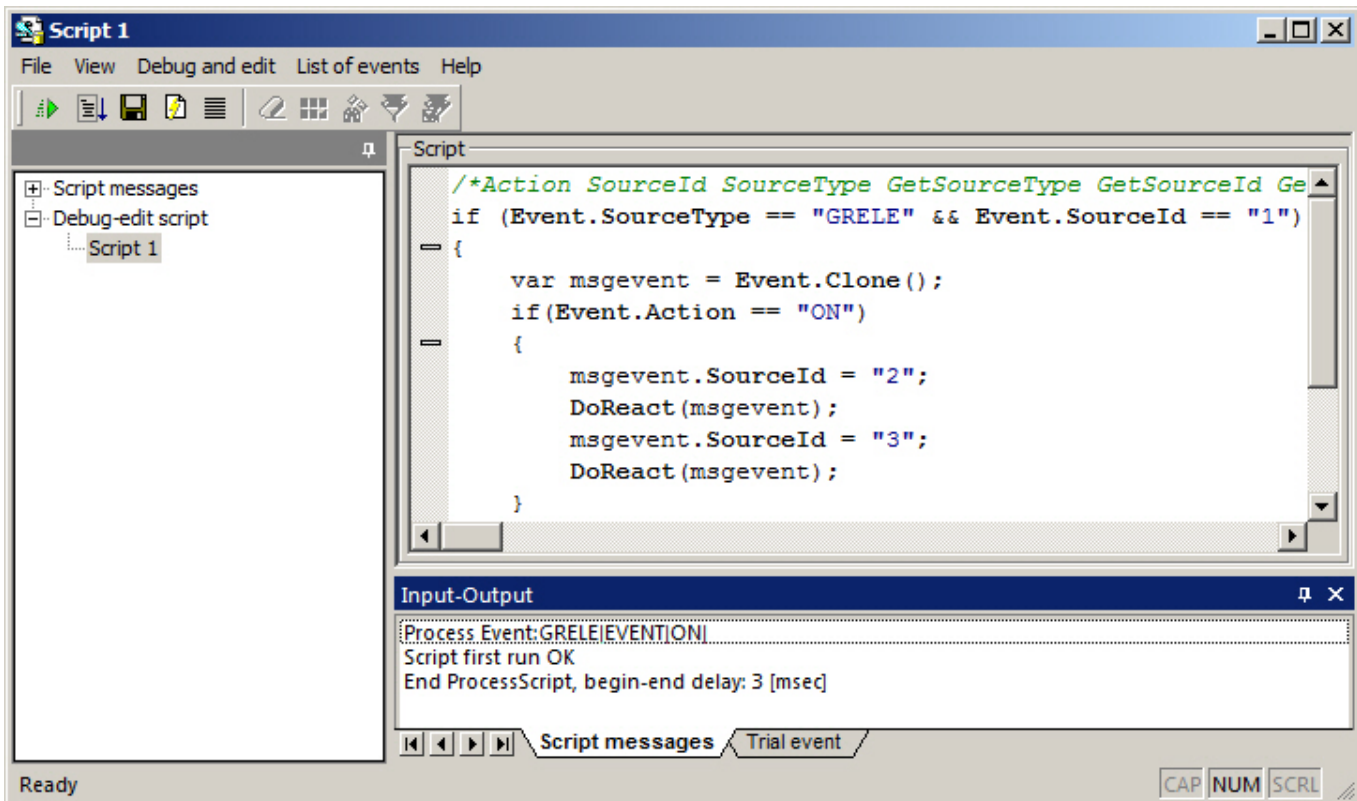 Script 1
File View Debug and edit List of events Help
Script
Script messages
Debug-edit script
Script 1
/*Action SourceId SourceType GetSourceType GetSourceId Ge
if (Event.SourceType == "GRELE" && Event.SourceId == "1")
{
var msgevent = Event.Clone();
if(Event.Action == "ON")
{
msgevent.SourceId = "2";
DoReact(msgevent);
msgevent.SourceId = "3";
DoReact(msgevent);
}
Input-Output
Process Event:GRELE|EVENT|ON|
Script first run OK
End ProcessScript, begin-end delay: 3 [msec]
Script messages Trial event
Ready CAP NUM SCRL